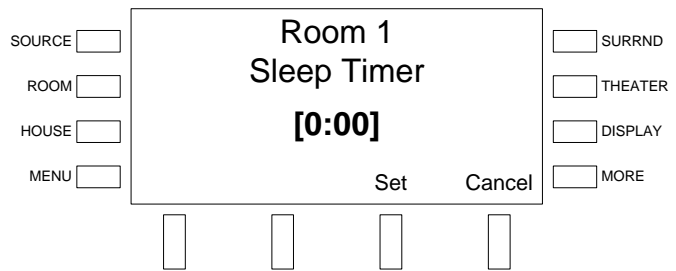 SOURCE
ROOM
HOUSE
MENU
Room 1
Sleep Timer
[0:00]
Set Cancel
SURRND
THEATER
DISPLAY
MORE